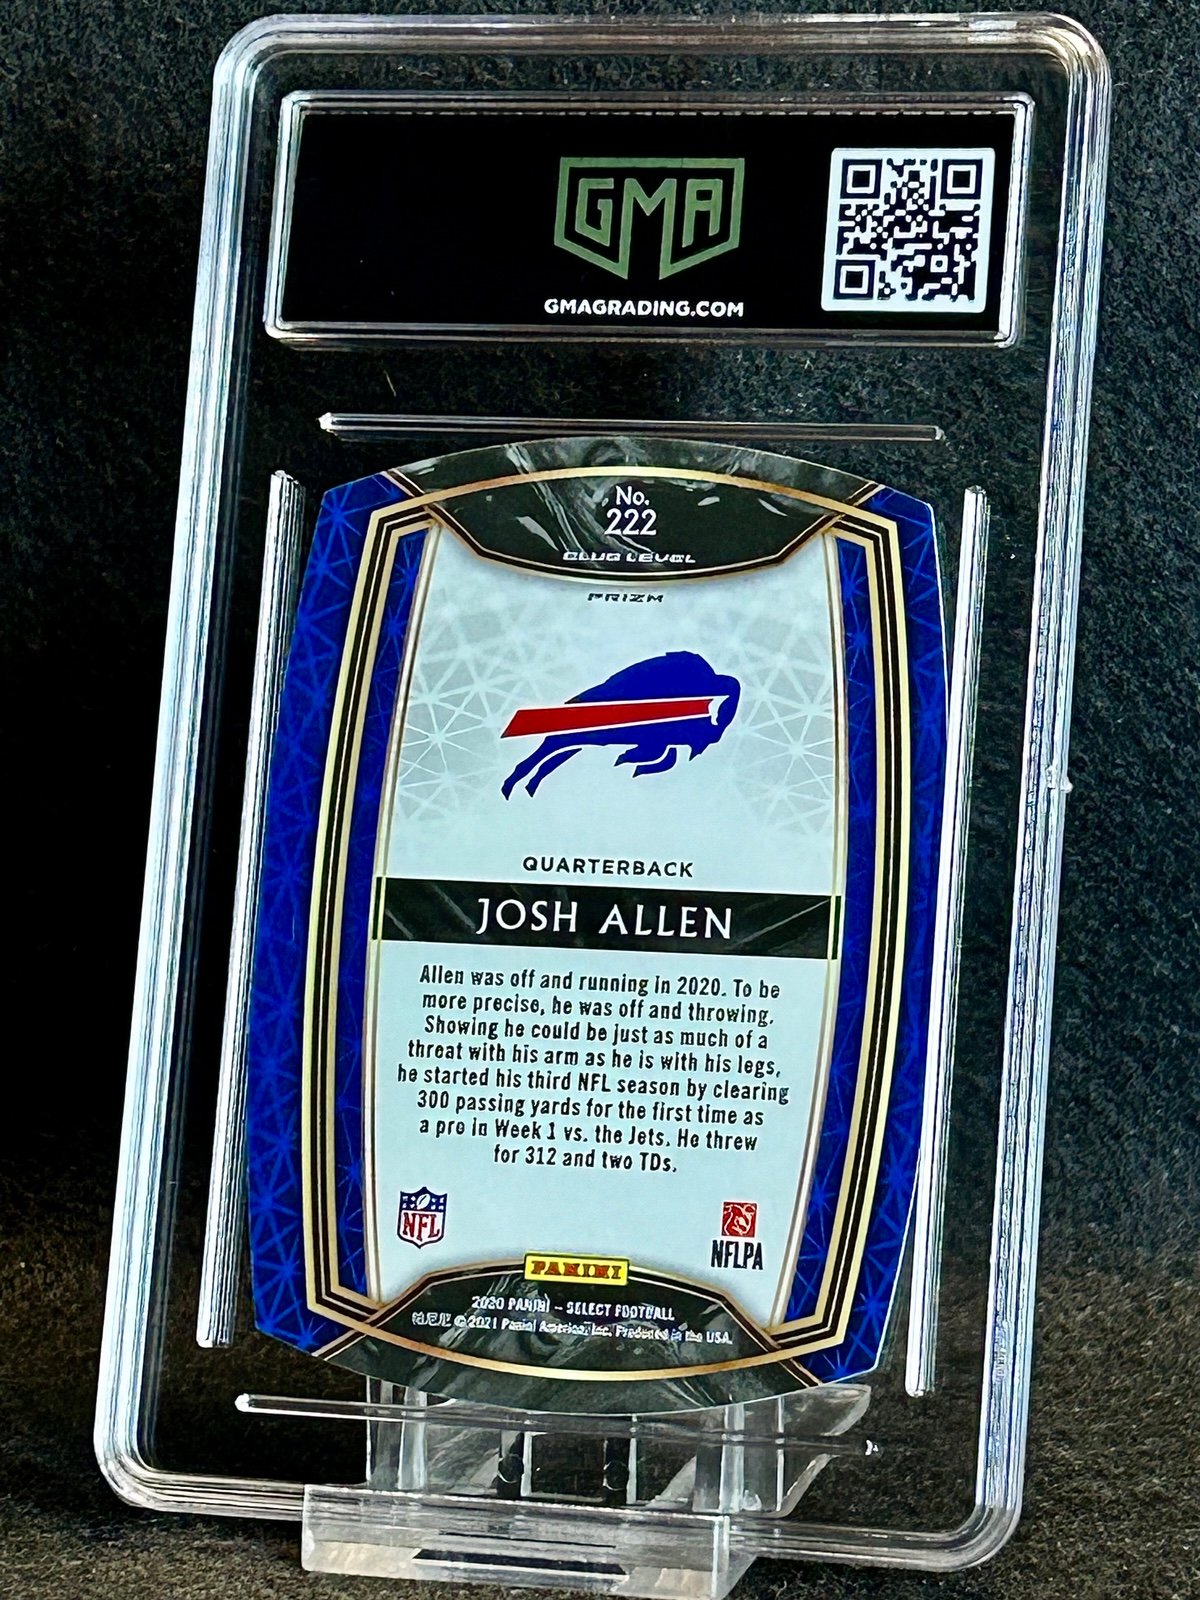 GMA
GMAGRADING.COM
No.
222
CLUB LEVEL
PRIZM
QUARTERBACK
JOSH ALLEN
Allen was off and running in 2020. To be
more precise, he was off and throwing.
Showing he could be just as much of a
threat with his arm as he is with his legs,
he started his third NFL season by clearing
300 passing yards for the first time as
a pro in Week 1 vs. the Jets. He threw
for 312 and two TDs.
NFL
NFLPA
PANINI
2020 PANINI – SELECT FOOTBALL
© 2021 Panini America, Inc. Produced in the USA.